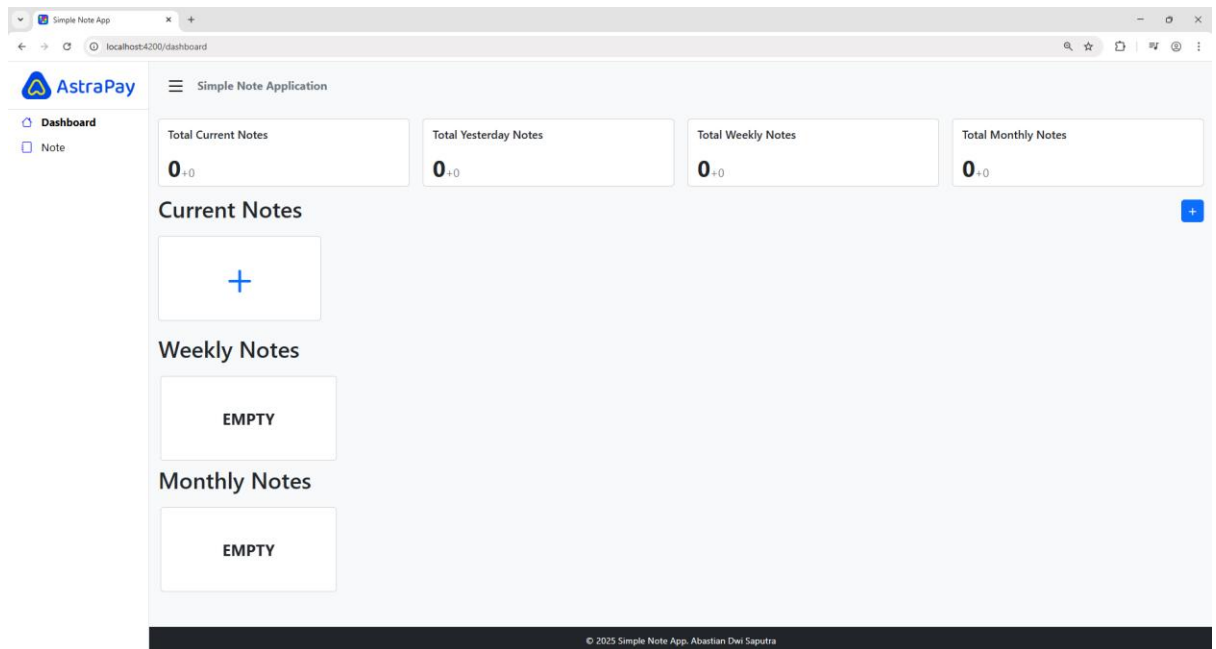 Simple Note App
localhost:4200/dashboard
AstraPay
Simple Note Application
Dashboard
Note
Total Current Notes
0+0
Total Yesterday Notes
0+0
Total Weekly Notes
0+0
Total Monthly Notes
0+0
Current Notes
+
+
Weekly Notes
EMPTY
Monthly Notes
EMPTY
© 2025 Simple Note App. Abastian Dwi Saputra